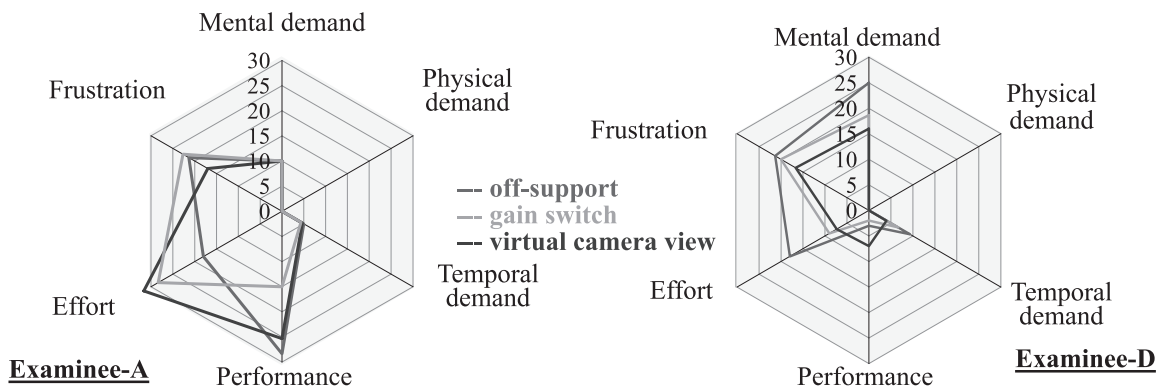 Mental demand
30
25
20
15
10
5
0
Physical
demand
Temporal
demand
Performance
Effort
Frustration
Examinee-A
off-support
gain switch
virtual camera view
Mental demand
30
25
20
15
10
5
0
Physical
demand
Temporal
demand
Performance
Effort
Frustration
Examinee-D